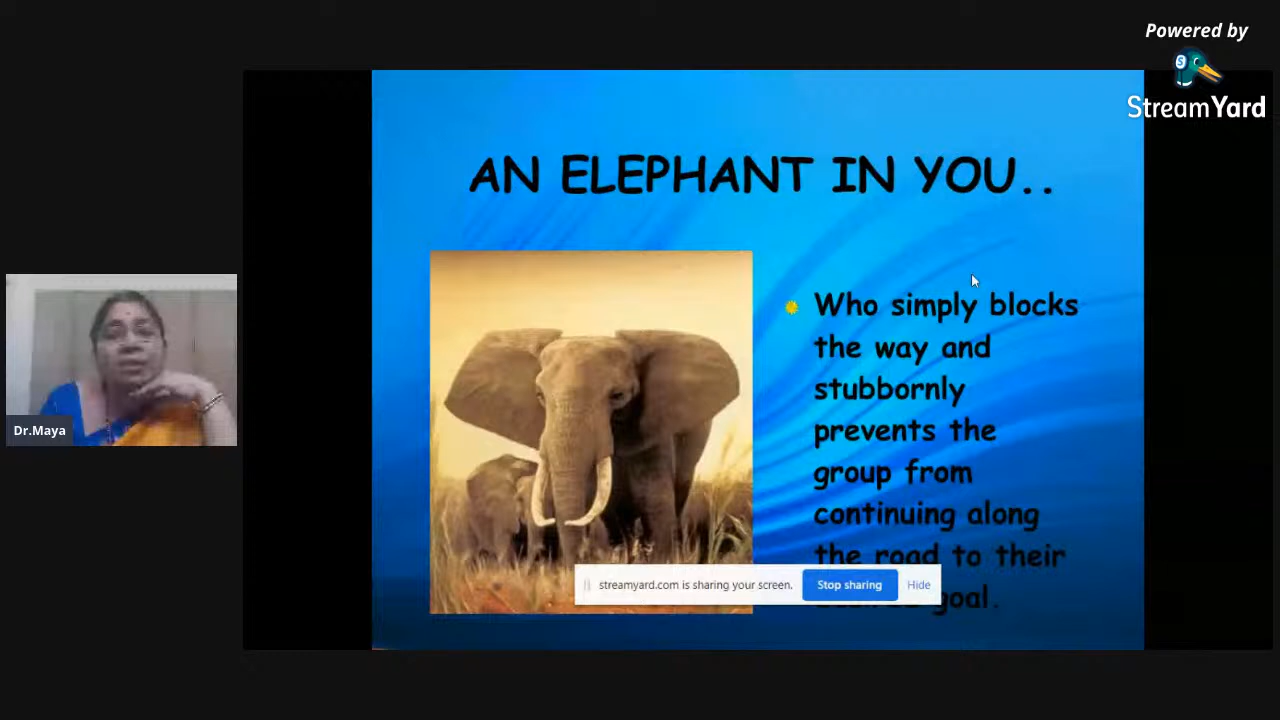 Powered by
StreamYard
AN ELEPHANT IN YOU..
Who simply blocks
the way and
stubbornly
prevents the
group from
continuing along
the road to their
goal.
streamyard.com is sharing your screen.
Stop sharing
Hide
Dr.Maya